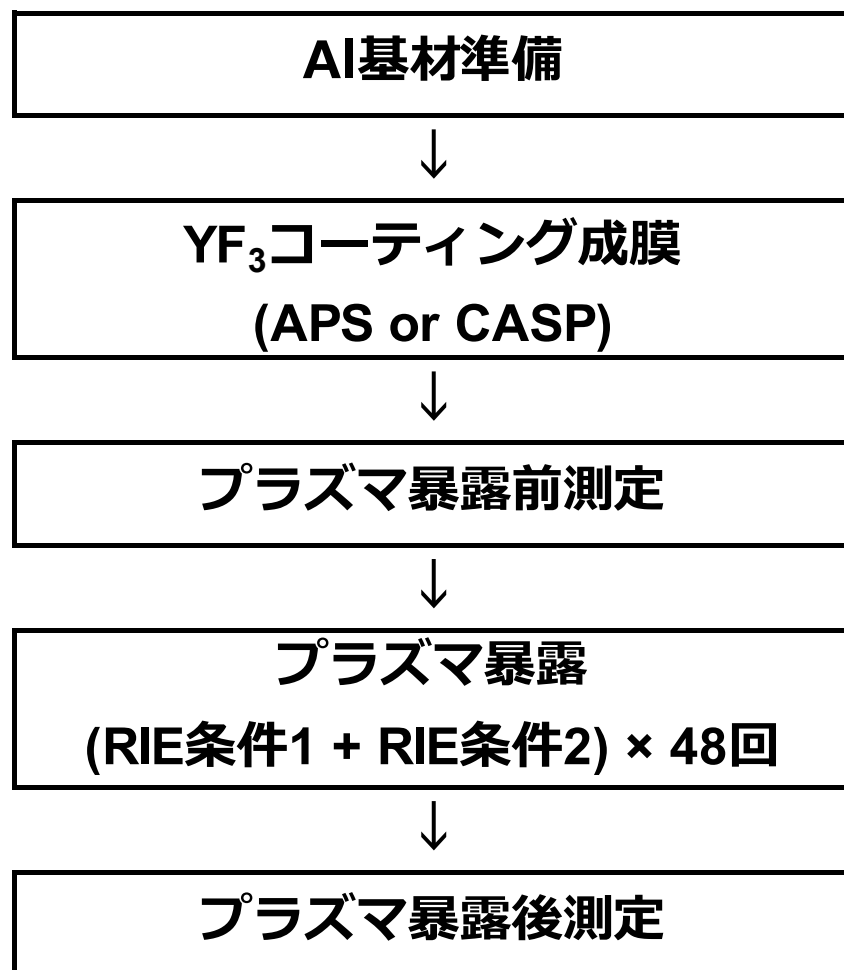 Al基材準備
↓
YF₃コーティング成膜
(APS or CASP)
↓
プラズマ暴露前測定
↓
プラズマ暴露
(RIE条件1 + RIE条件2) × 48回
↓
プラズマ暴露後測定